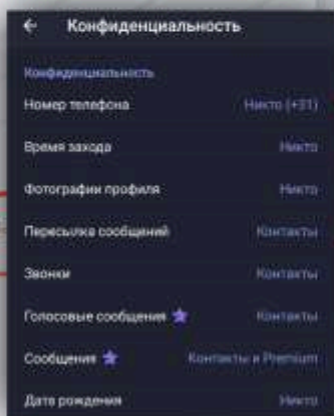 Конфиденциальность
Конфиденциальность
Номер телефона Никто (+31)
Время захода Никто
Фотографии профиля Никто
Пересылка сообщений Контакты
Звонки Контакты
Голосовые сообщения Контакты
Сообщения Контакты и Premium
Дата рождения Никто